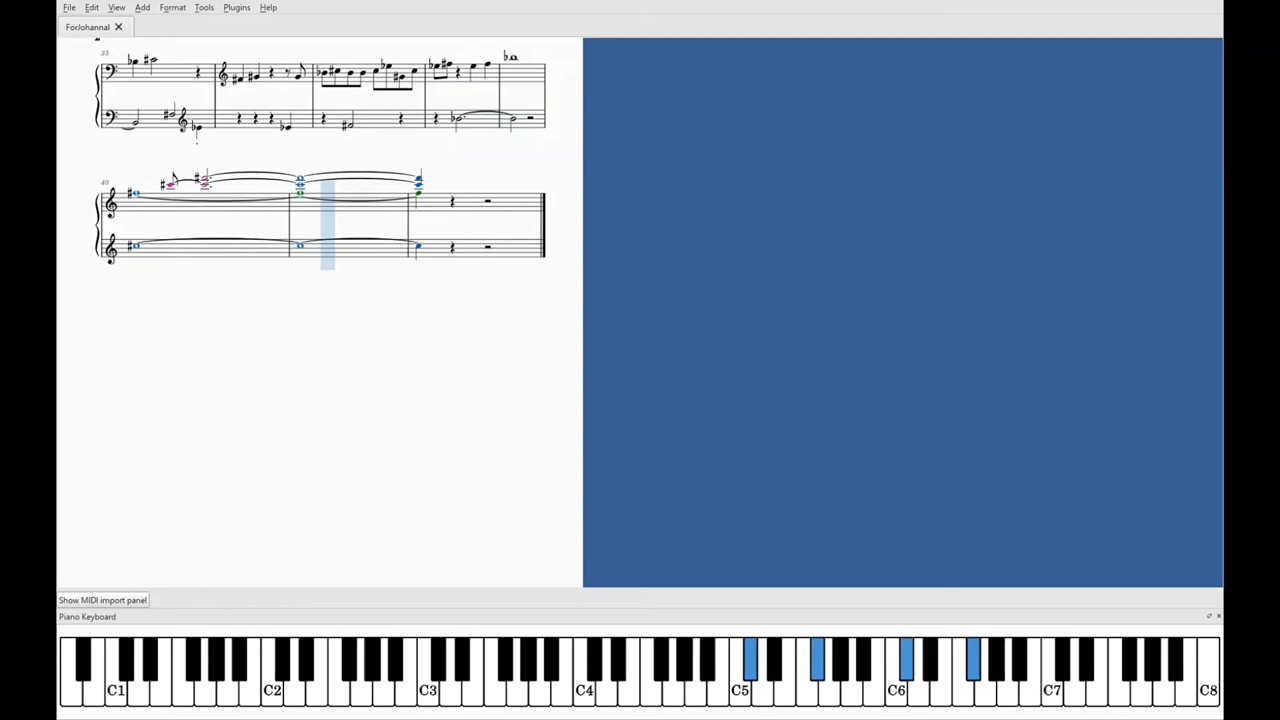 File Edit View Add Format Tools Plugins Help
ForJohannal
35
40
Show MIDI import panel
Piano Keyboard
C1 C2 C3 C4 C5 C6 C7 C8